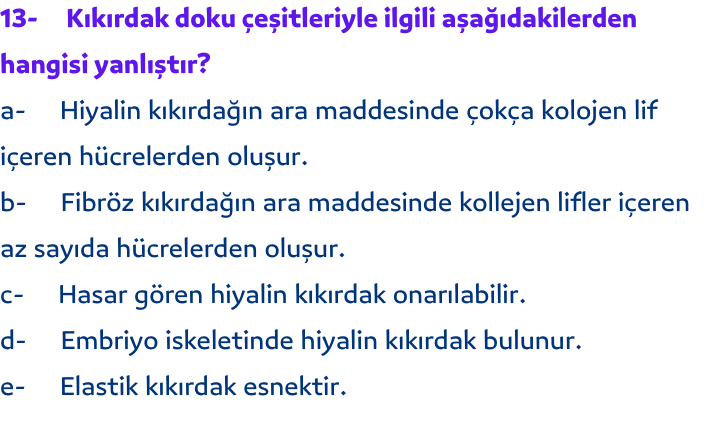 13- Kıkırdak doku çeşitleriyle ilgili aşağıdakilerden
hangisi yanlıştır?
a- Hiyalin kıkırdağın ara maddesinde çokça kolojen lif
içeren hücrelerden oluşur.
b- Fibröz kıkırdağın ara maddesinde kollejen lifler içeren
az sayıda hücrelerden oluşur.
c- Hasar gören hiyalin kıkırdak onarılabilir.
d- Embriyo iskeletinde hiyalin kıkırdak bulunur.
e- Elastik kıkırdak esnektir.